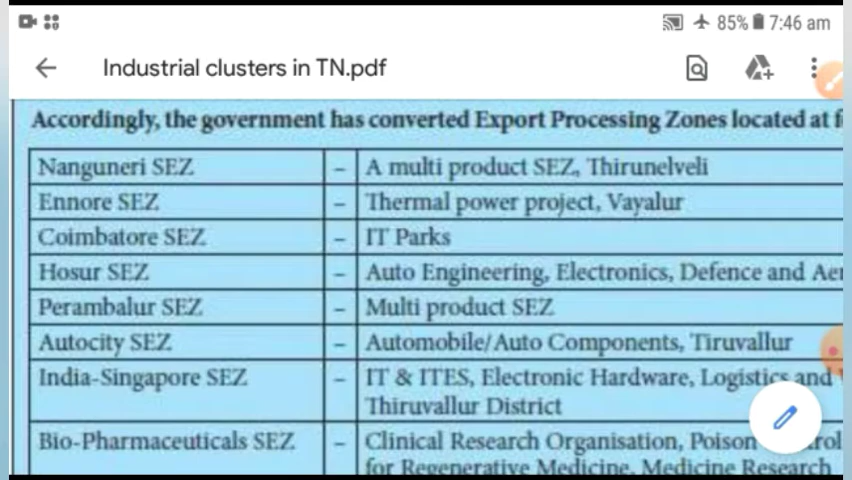 85% 7:46 am
Industrial clusters in TN.pdf
Accordingly, the government has converted Export Processing Zones located at f
Nanguneri SEZ – A multi product SEZ, Thirunelveli
Ennore SEZ – Thermal power project, Vayalur
Coimbatore SEZ – IT Parks
Hosur SEZ – Auto Engineering, Electronics, Defence and Aer
Perambalur SEZ – Multi product SEZ
Autocity SEZ – Automobile/Auto Components, Tiruvallur
India-Singapore SEZ – IT & ITES, Electronic Hardware, Logistics and
Thiruvallur District
Bio-Pharmaceuticals SEZ – Clinical Research Organisation, Poison
for Regenerative Medicine, Medicine Research